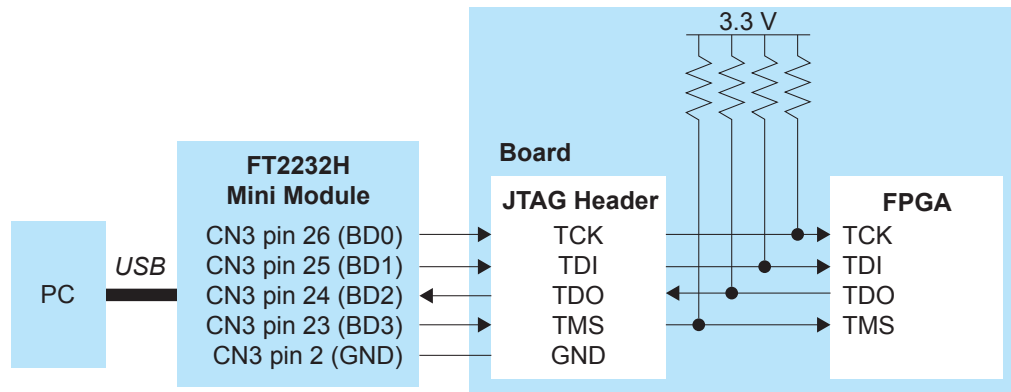 3.3 V
Board
FT2232H
Mini Module
JTAG Header
FPGA
PC
USB
CN3 pin 26 (BD0)
TCK
TCK
CN3 pin 25 (BD1)
TDI
TDI
CN3 pin 24 (BD2)
TDO
TDO
CN3 pin 23 (BD3)
TMS
TMS
CN3 pin 2 (GND)
GND